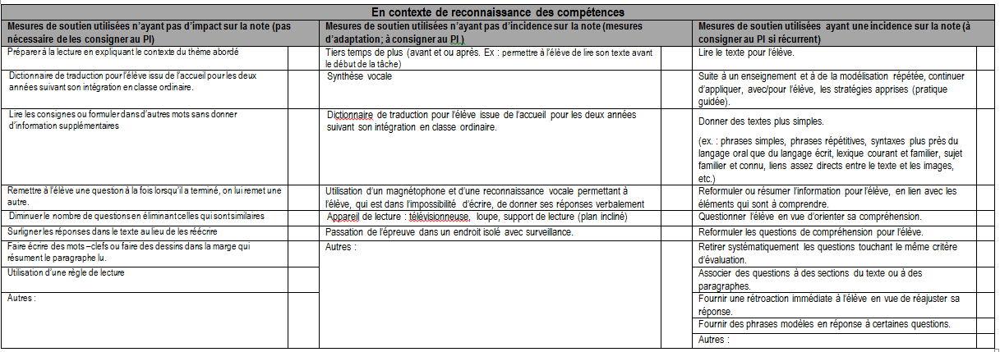 En contexte de reconnaissance des compétences
Mesures de soutien utilisées n'ayant pas d'impact sur la note (pas
nécessaire de les consigner au PI)
Mesures de soutien utilisées n'ayant pas d'incidence sur la note (mesures
d'adaptation; à consigner au PI.)
Mesures de soutien utilisées ayant une incidence sur la note (à
consigner au PI si récurrent)
Préparer à la lecture en expliquant le contexte du thème abordé
Tiers temps de plus (avant et ou après. Ex : permettre à l'élève de lire son texte avant
le début de la tâche)
Lire le texte pour l'élève.
Dictionnaire de traduction pour l'élève issu de l'accueil pour les deux
années suivant son intégration en classe ordinaire.
Synthèse vocale
Suite à un enseignement et à de la modélisation répétée, continuer
d'appliquer, avec/pour l'élève, les stratégies apprises (pratique
guidée).
Lire les consignes ou formuler dans d'autres mots sans donner
d'information supplémentaires
Dictionnaire de traduction pour l'élève issue de l'accueil pour les deux années
suivant son intégration en classe ordinaire.
Donner des textes plus simples.
(ex. : phrases simples, phrases répétitives, syntaxes plus près du
langage oral que du langage écrit, lexique courant et familier, sujet
familier et connu, liens assez directs entre le texte et les images,
etc.)
Remettre à l'élève une question à la fois lorsqu'il a terminé, on lui remet une
autre.
Utilisation d'un magnétophone et d'une reconnaissance vocale permettant à
l'élève, qui est dans l'impossibilité d'écrire, de donner ses réponses verbalement
Reformuler ou résumer l'information pour l'élève, en lien avec les
éléments qui sont à comprendre.
Diminuer le nombre de questions en éliminant celles qui sont similaires
Appareil de lecture : télévisionneuse, loupe, support de lecture (plan incliné)
Questionner l'élève en vue d'orienter sa compréhension.
Surligner les réponses dans le texte au lieu de les réécrire
Passation de l'épreuve dans un endroit isolé avec surveillance.
Reformuler les questions de compréhension pour l'élève.
Faire écrire des mots –clefs ou faire des dessins dans la marge qui
résument le paragraphe lu.
Autres :
Retirer systématiquement les questions touchant le même critère
d'évaluation.
Utilisation d'une règle de lecture
Associer des questions à des sections du texte ou à des
paragraphes.
Autres :
Fournir une rétroaction immédiate à l'élève en vue de réajuster sa
réponse.
Fournir des phrases modèles en réponse à certaines questions.
Autres :